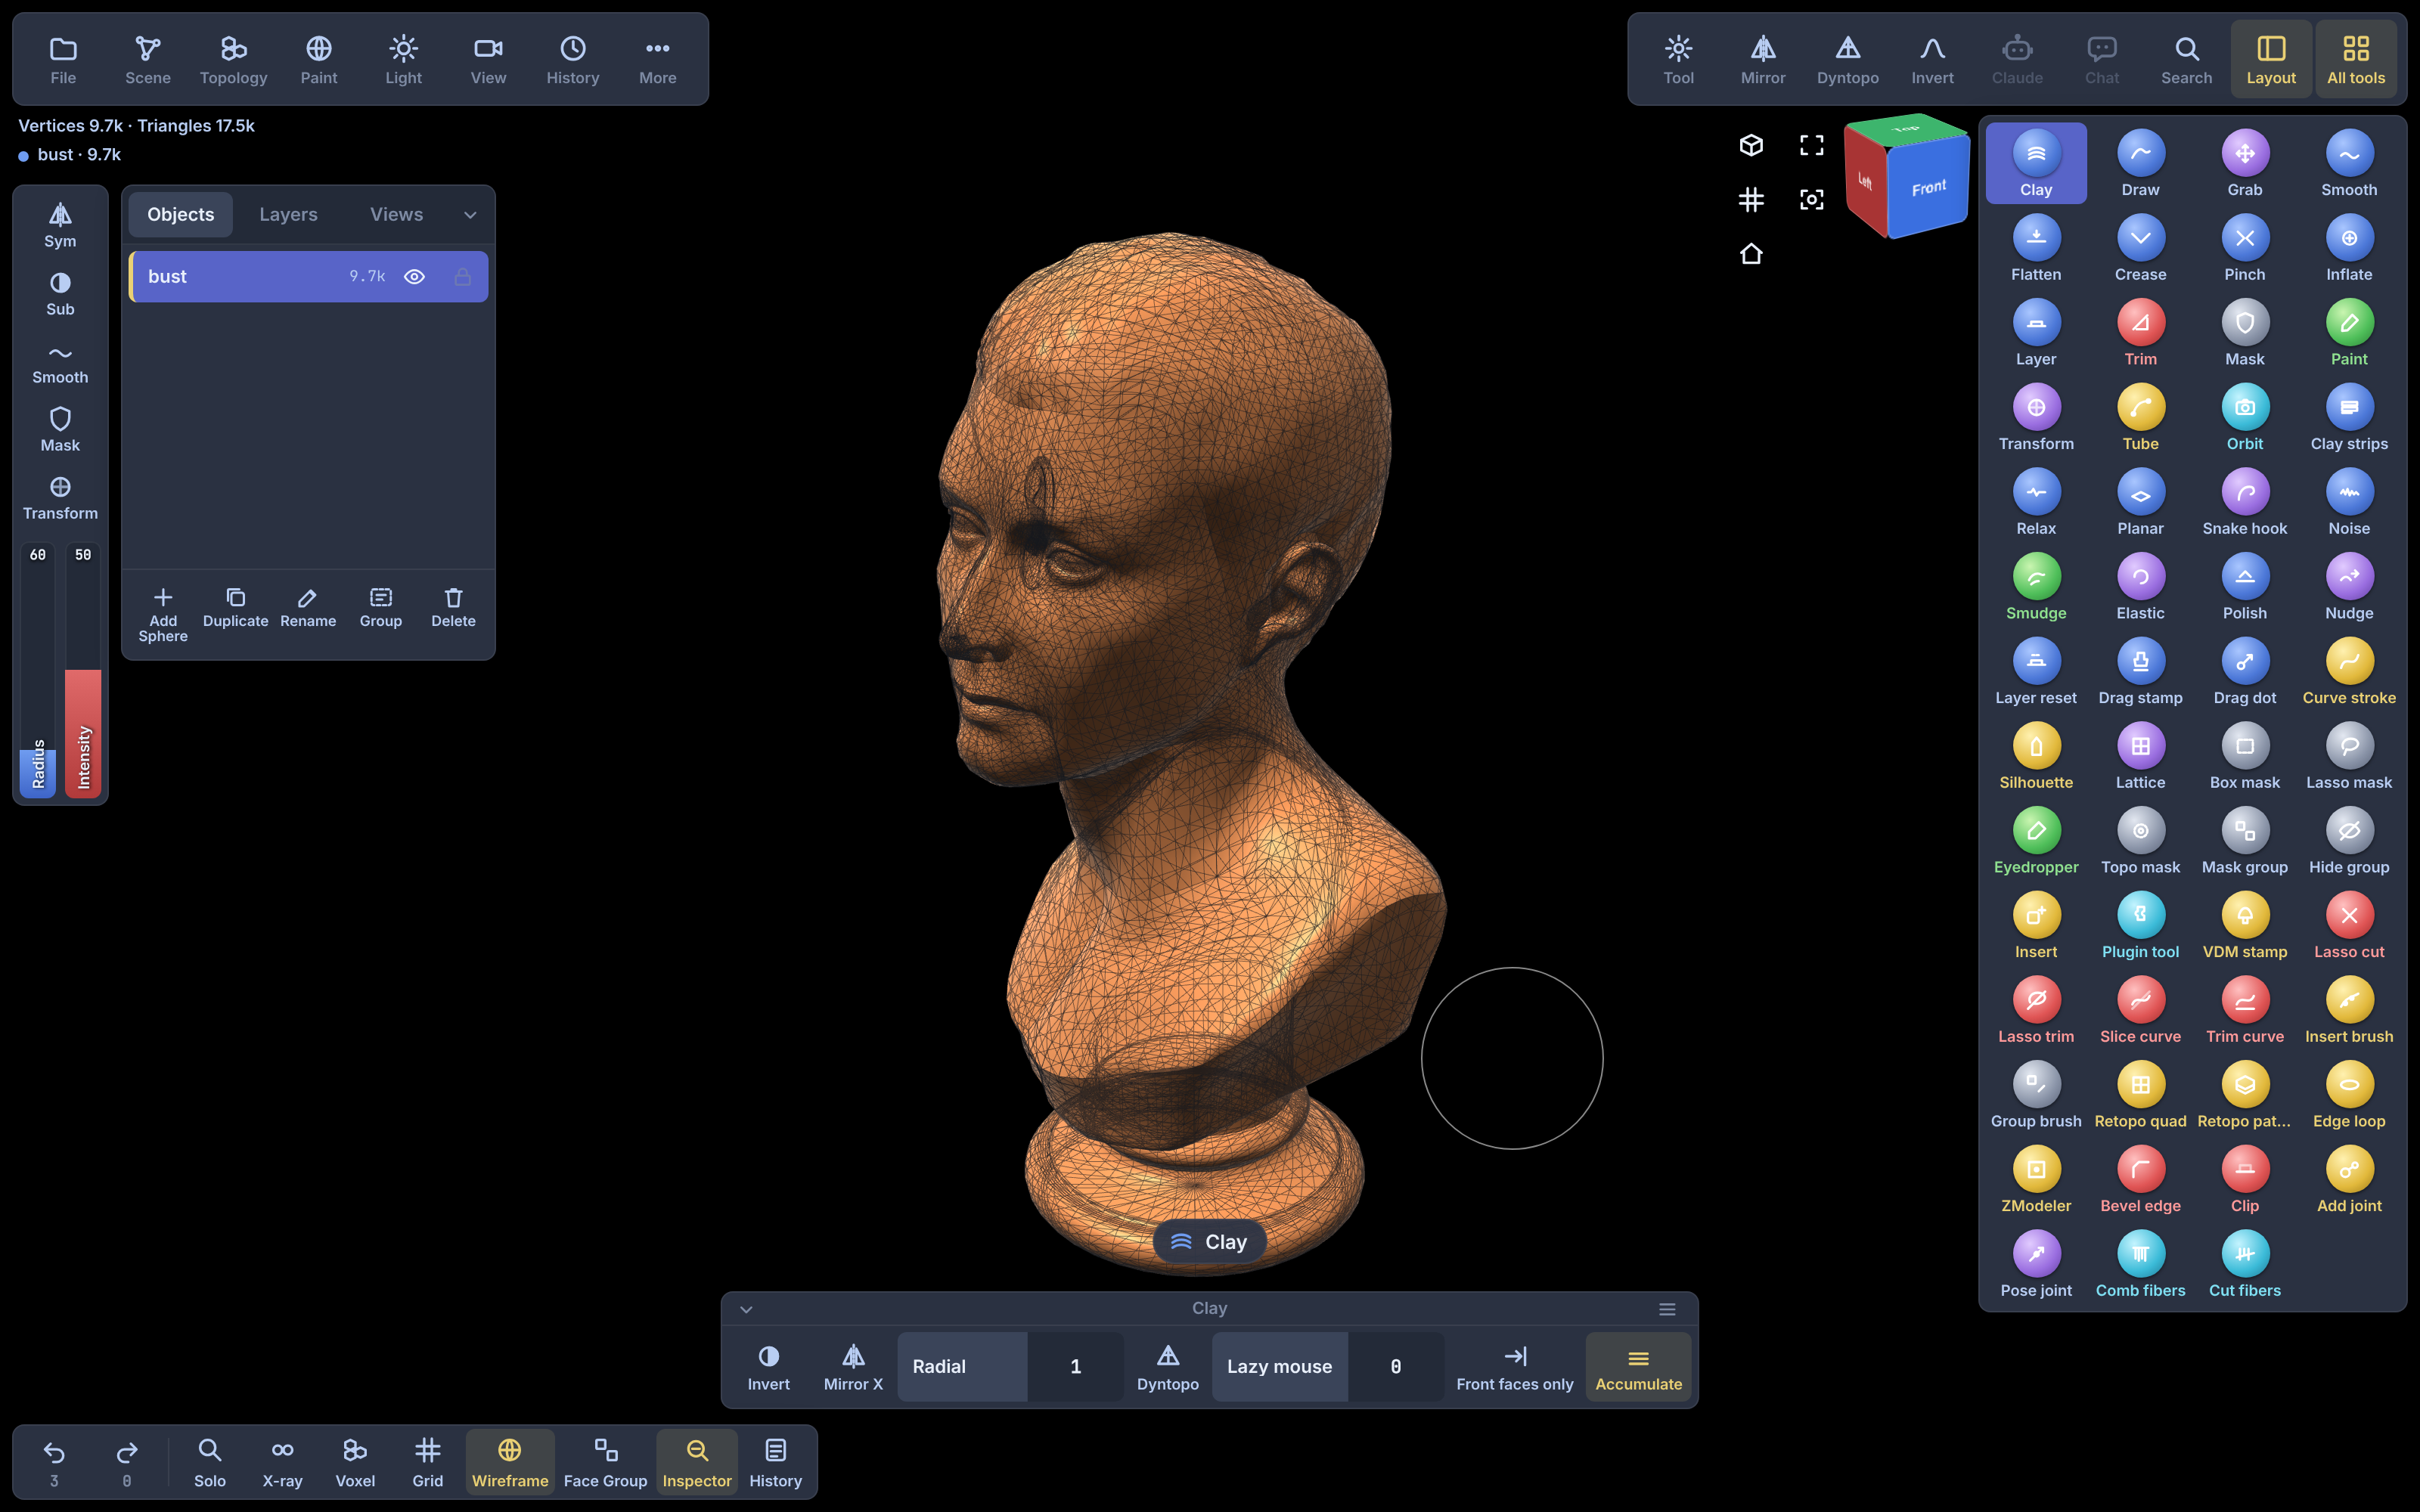 File Scene Topology Paint Light View History More
Tool Mirror Dyntopo Invert Claude Chat Search Layout All tools
Vertices 9.7k · Triangles 17.5k
bust · 9.7k
Sym
Sub
Smooth
Mask
Transform
60 50
Radius Intensity
Objects Layers Views
bust 9.7k
Add Sphere Duplicate Rename Group Delete
Top
Left Front
Clay Draw Grab Smooth
Flatten Crease Pinch Inflate
Layer Trim Mask Paint
Transform Tube Orbit Clay strips
Relax Planar Snake hook Noise
Smudge Elastic Polish Nudge
Layer reset Drag stamp Drag dot Curve stroke
Silhouette Lattice Box mask Lasso mask
Eyedropper Topo mask Mask group Hide group
Insert Plugin tool VDM stamp Lasso cut
Lasso trim Slice curve Trim curve Insert brush
Group brush Retopo quad Retopo pat... Edge loop
ZModeler Bevel edge Clip Add joint
Pose joint Comb fibers Cut fibers
Clay
Clay
Invert Mirror X Radial 1 Dyntopo Lazy mouse 0 Front faces only Accumulate
3 0 Solo X-ray Voxel Grid Wireframe Face Group Inspector History